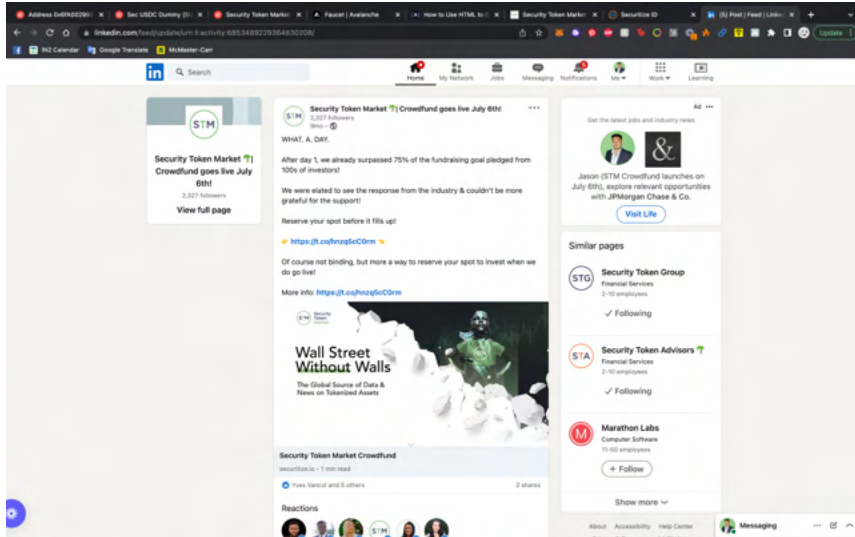 Sec USDC Dummy
Security Token Market
Faucet | Avalanche
How to Use HTML to
Security Token Market
Securitize ID
(5) Post | Feed | Linke
linkedin.com/feed/update/urn:li:activity:6853489229364830208/
Update
IN2 Calendar
Google Translate
McMaster-Carr
in
Search
Home
My Network
Jobs
Messaging
Notifications
Me
Work
Learning
STM
Security Token Market 🌴|
Crowdfund goes live July
6th!
2,327 followers
View full page
STM
Security Token Market 🌴| Crowdfund goes live July 6th!
2,327 followers
9mo •
WHAT. A. DAY.
After day 1, we already surpassed 75% of the fundraising goal pledged from
100s of investors!
We were elated to see the response from the industry & couldn't be more
grateful for the support!
Reserve your spot before it fills up!
👉 https://t.co/hnzq5cC0rm 👈
Of course not binding, but more a way to reserve your spot to invest when we
do go live!
More info: https://t.co/hnzq5cC0rm
STM
Security
Token
Market
Wall Street
Without Walls
The Global Source of Data &
News on Tokenized Assets
Security Token Market Crowdfund
securitize.io • 1 min read
Yves Vancol and 5 others
2 shares
Reactions
STM
Ad
Get the latest jobs and industry news
&
Jason (STM Crowdfund launches on
July 6th), explore relevant opportunities
with JPMorgan Chase & Co.
Visit Life
Similar pages
STG
Security Token Group
Financial Services
2-10 employees
✓ Following
STA
Security Token Advisors 🌴
Financial Services
2-10 employees
✓ Following
M
Marathon Labs
Computer Software
11-50 employees
+ Follow
Show more
About Accessibility Help Center
Messaging